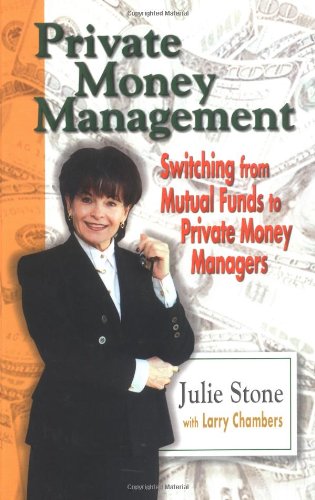 Private
Money
Management
Switching from
Mutual Funds to
Private Money
Managers
Julie Stone
with Larry Chambers